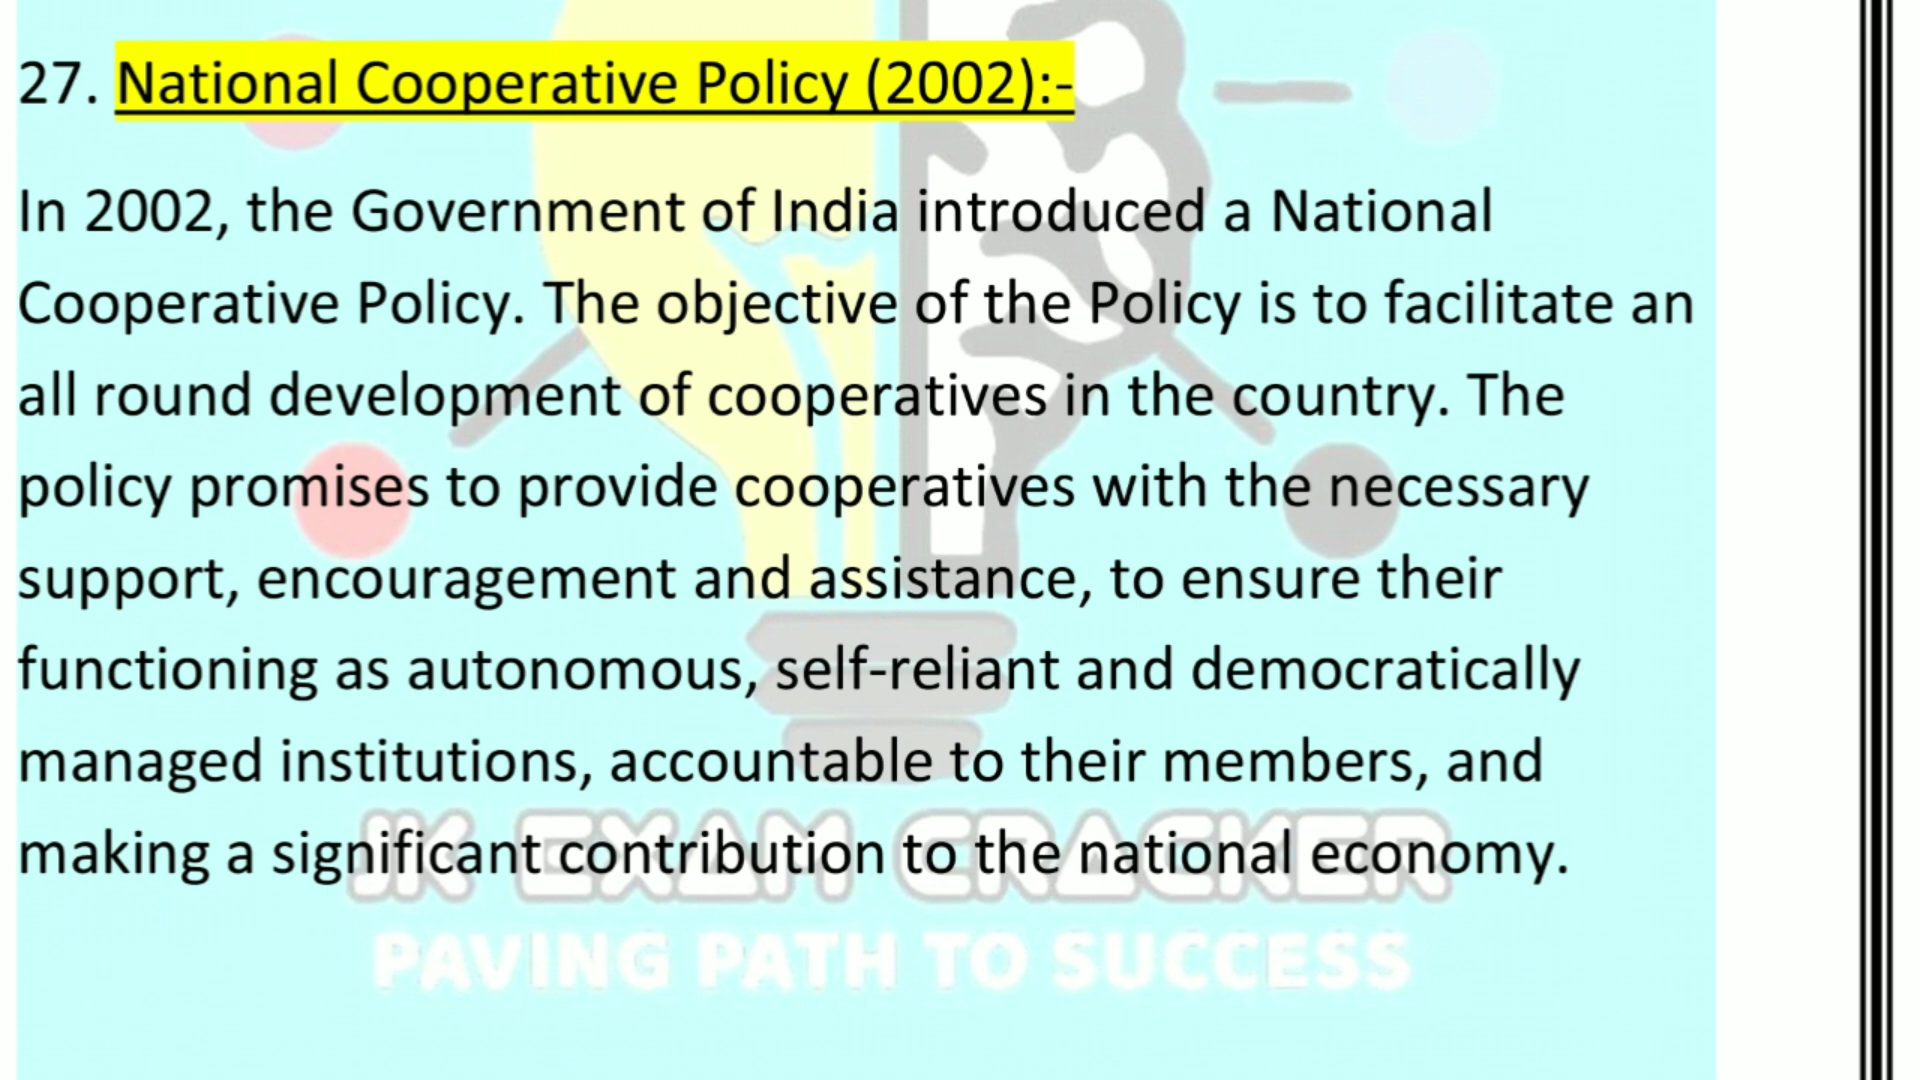 27. National Cooperative Policy (2002):-
In 2002, the Government of India introduced a National
Cooperative Policy. The objective of the Policy is to facilitate an
all round development of cooperatives in the country. The
policy promises to provide cooperatives with the necessary
support, encouragement and assistance, to ensure their
functioning as autonomous, self-reliant and democratically
managed institutions, accountable to their members, and
making a significant contribution to the national economy.
JK EXAM CRACKER
PAVING PATH TO SUCCESS